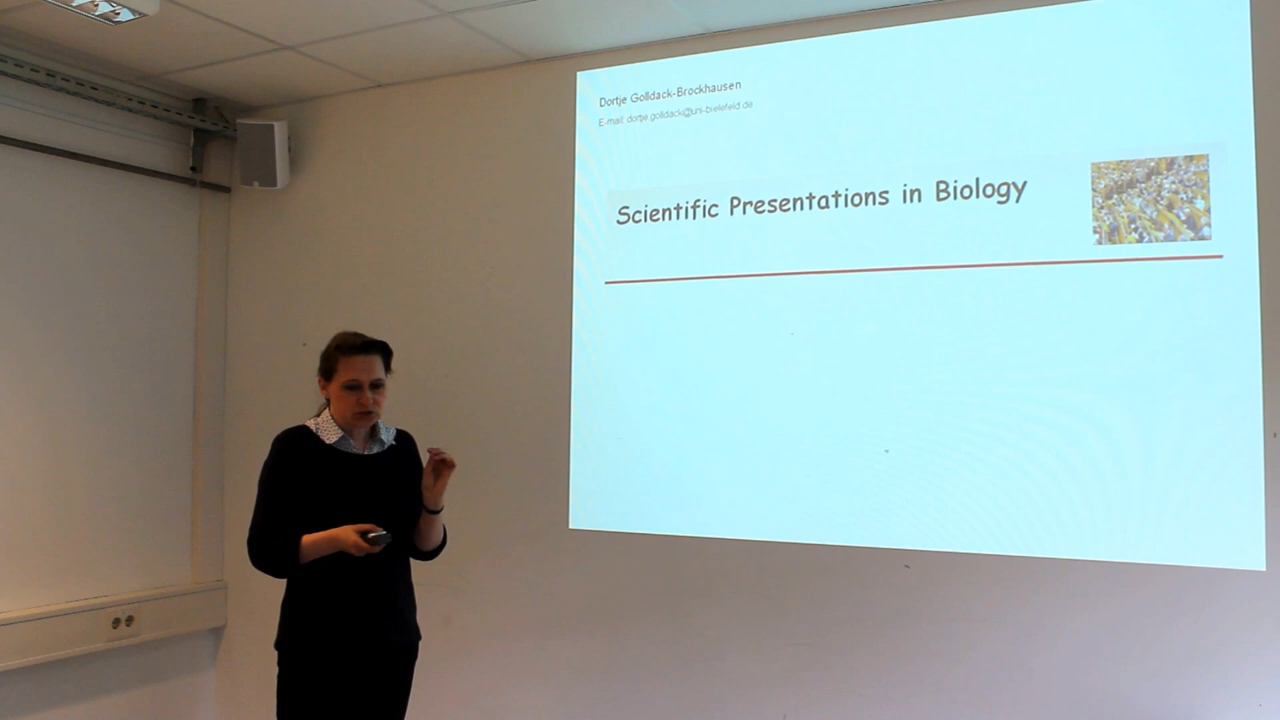 Dortje Golldack-Brockhausen
E-mail: dortje.golldack@uni-bielefeld.de
Scientific Presentations in Biology